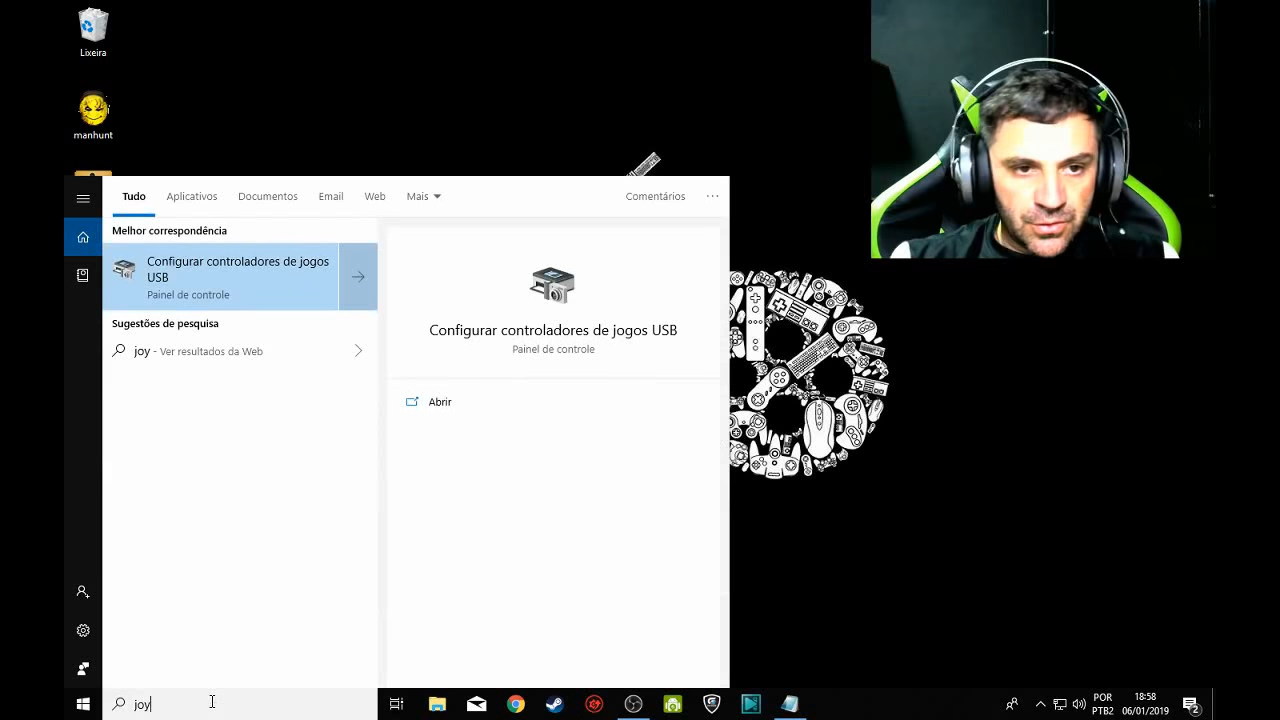 Lixeira
manhunt
Tudo
Aplicativos
Documentos
Email
Web
Mais
Comentários
Melhor correspondência
Configurar controladores de jogos
USB
Painel de controle
Sugestões de pesquisa
joy - Ver resultados da Web
Configurar controladores de jogos USB
Painel de controle
Abrir
joy
POR
PTB2
18:58
06/01/2019
2